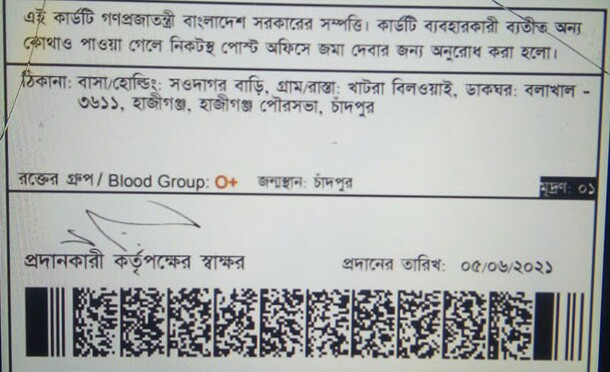 এই কার্ডটি গণপ্রজাতন্ত্রী বাংলাদেশ সরকারের সম্পত্তি। কার্ডটি ব্যবহারকারী ব্যতীত অন্য
কোথাও পাওয়া গেলে নিকটস্থ পোস্ট অফিসে জমা দেবার জন্য অনুরোধ করা হলো।
ঠিকানা: বাসা/হোল্ডিং: সওদাগর বাড়ি, গ্রাম/রাস্তা: খাটরা বিলওয়াই, ডাকঘর: বলাখাল -
৩৬১১, হাজীগঞ্জ, হাজীগঞ্জ পৌরসভা, চাঁদপুর
রক্তের গ্রুপ / Blood Group: O+ জন্মস্থান: চাঁদপুর মুদ্রণ: ০১
প্রদানকারী কর্তৃপক্ষের স্বাক্ষর প্রদানের তারিখ: ০৫/০৬/২০২১